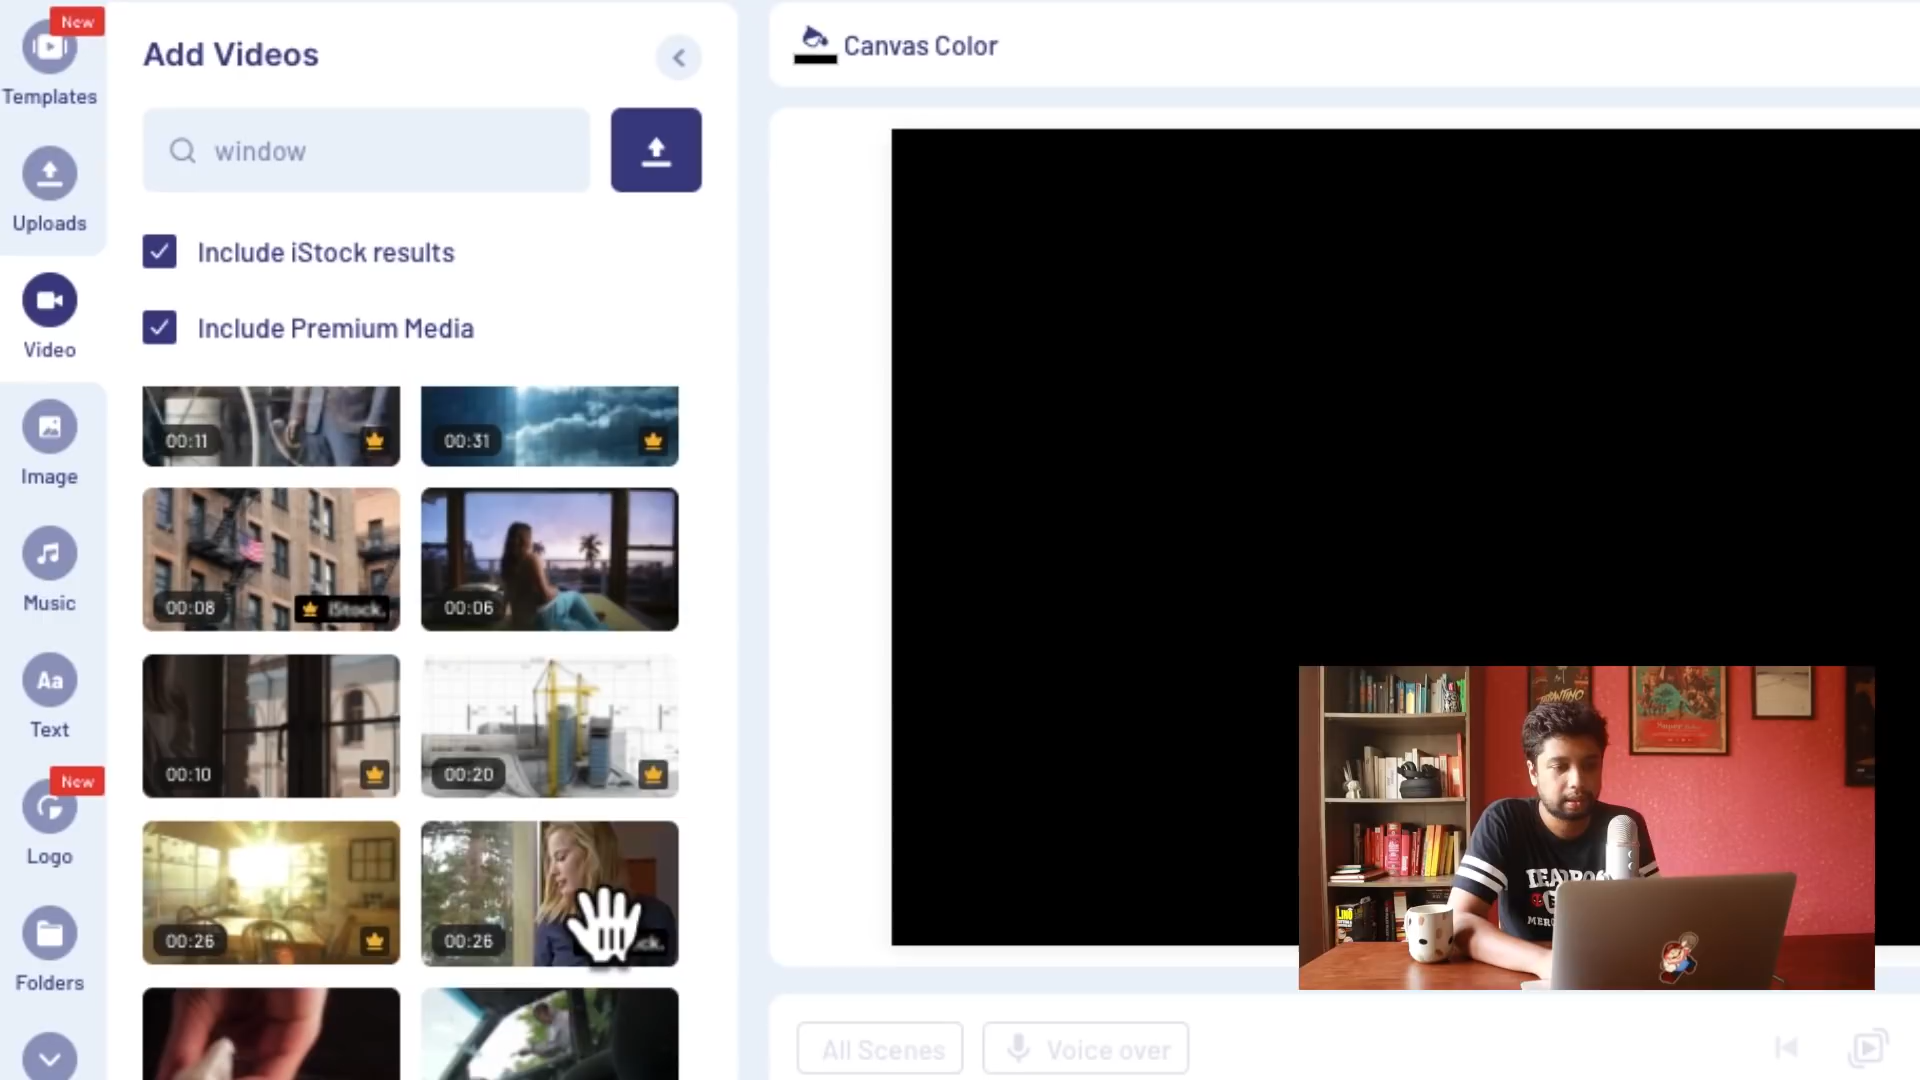 New
Templates
Uploads
Video
Image
Music
Aa
Text
New
Logo
Folders
Add Videos
window
Include iStock results
Include Premium Media
00:11
00:31
00:08
iStock.
00:06
00:10
00:20
00:26
00:26
Canvas Color
TARANTINO
All Scenes
Voice over